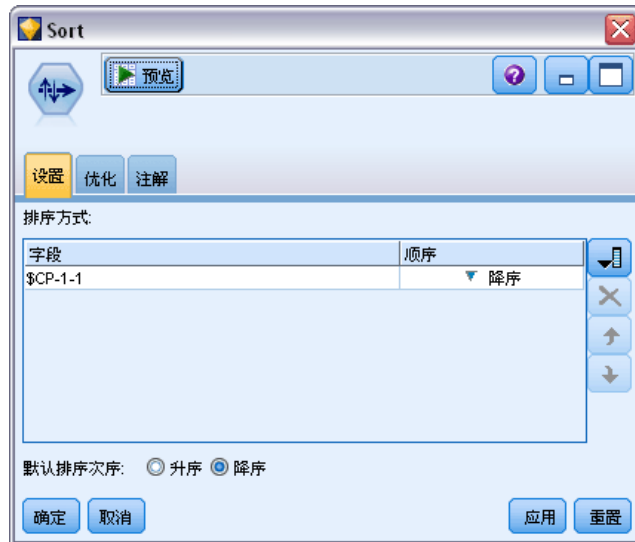 Sort
预览
设置 优化 注解
排序方式:
字段 顺序
$CP-1-1 降序
默认排序次序: 升序 降序
确定 取消 应用 重置